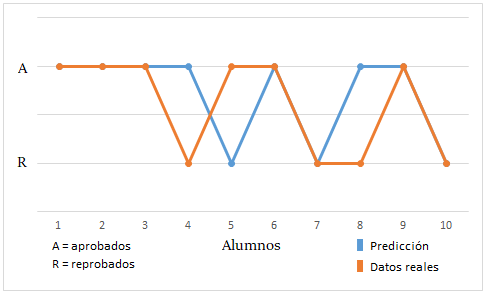 A
R
1 2 3 4 5 6 7 8 9 10
A = aprobados
R = reprobados
Alumnos
Predicción
Datos reales